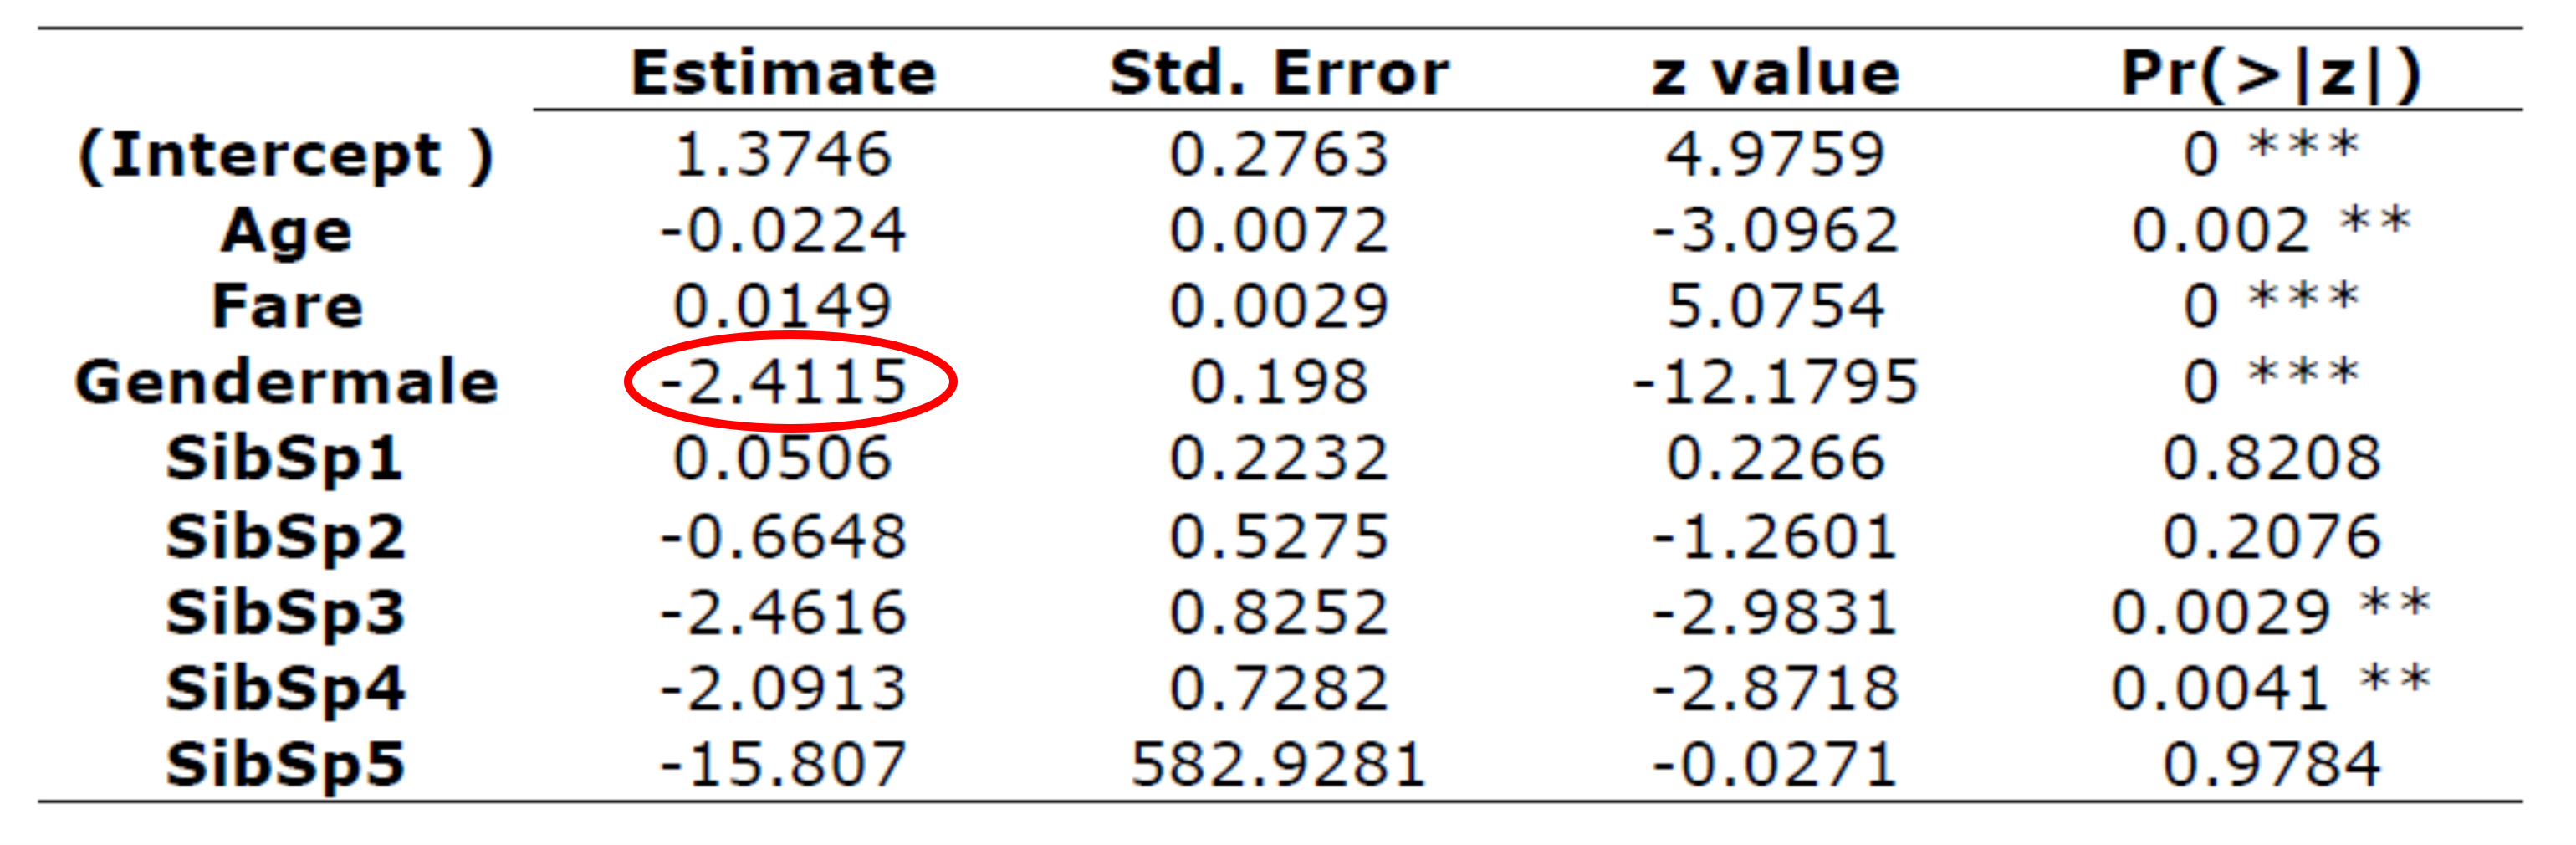 Estimate Std. Error z value Pr(>|z|)
(Intercept ) 1.3746 0.2763 4.9759 0 ***
Age -0.0224 0.0072 -3.0962 0.002 **
Fare 0.0149 0.0029 5.0754 0 ***
Gendermale -2.4115 0.198 -12.1795 0 ***
SibSp1 0.0506 0.2232 0.2266 0.8208
SibSp2 -0.6648 0.5275 -1.2601 0.2076
SibSp3 -2.4616 0.8252 -2.9831 0.0029 **
SibSp4 -2.0913 0.7282 -2.8718 0.0041 **
SibSp5 -15.807 582.9281 -0.0271 0.9784